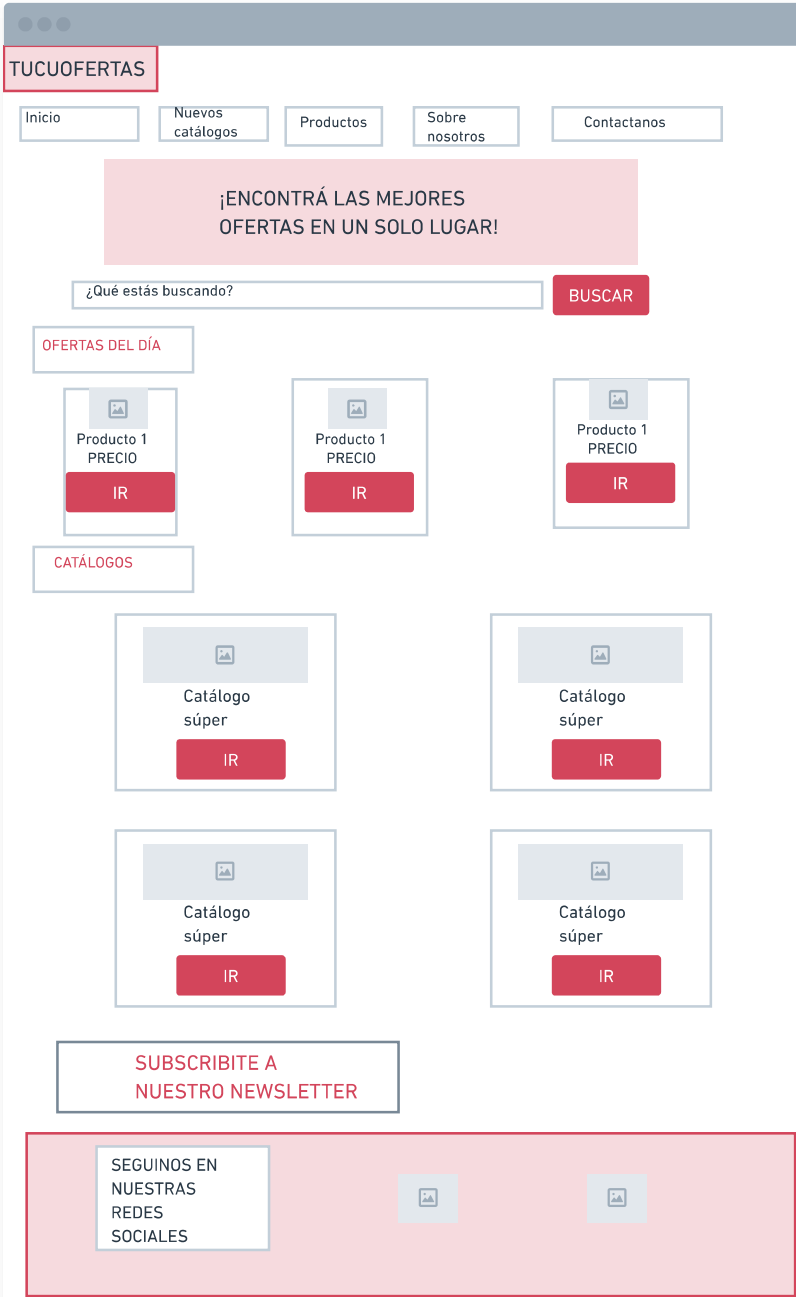 TUCUOFERTAS
Inicio
Nuevos
catálogos
Productos
Sobre
nosotros
Contactanos
¡ENCONTRÁ LAS MEJORES
OFERTAS EN UN SOLO LUGAR!
¿Qué estás buscando?
BUSCAR
OFERTAS DEL DÍA
Producto 1
PRECIO
IR
Producto 1
PRECIO
IR
Producto 1
PRECIO
IR
CATÁLOGOS
Catálogo
súper
IR
Catálogo
súper
IR
Catálogo
súper
IR
Catálogo
súper
IR
SUBSCRIBITE A
NUESTRO NEWSLETTER
SEGUINOS EN
NUESTRAS
REDES
SOCIALES